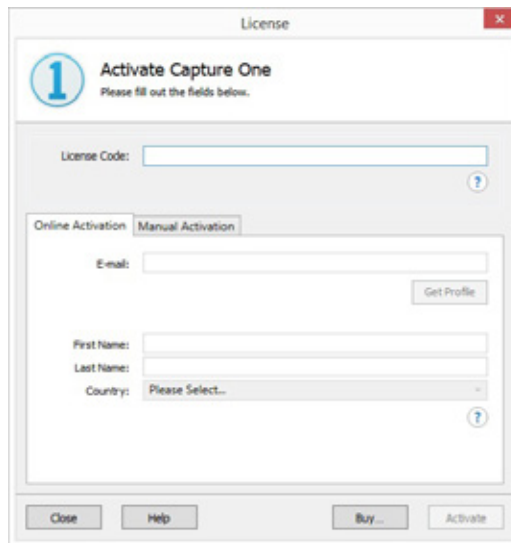 License
x
1
Activate Capture One
Please fill out the fields below.
License Code:
?
Online Activation Manual Activation
E-mail:
Get Profile
First Name:
Last Name:
Country: Please Select...
?
Close Help Buy... Activate